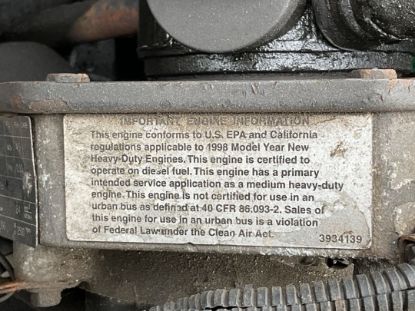 IMPORTANT ENGINE INFORMATION
This engine conforms to U.S. EPA and California
regulations applicable to 1998 Model Year New
Heavy-Duty Engines. This engine is certified to
operate on diesel fuel. This engine has a primary
intended service application as a medium heavy-duty
engine. This engine is not certified for use in an
urban bus as defined at 40 CFR 86.093-2. Sales of
this engine for use in an urban bus is a violation
of Federal Law under the Clean Air Act.
3934139